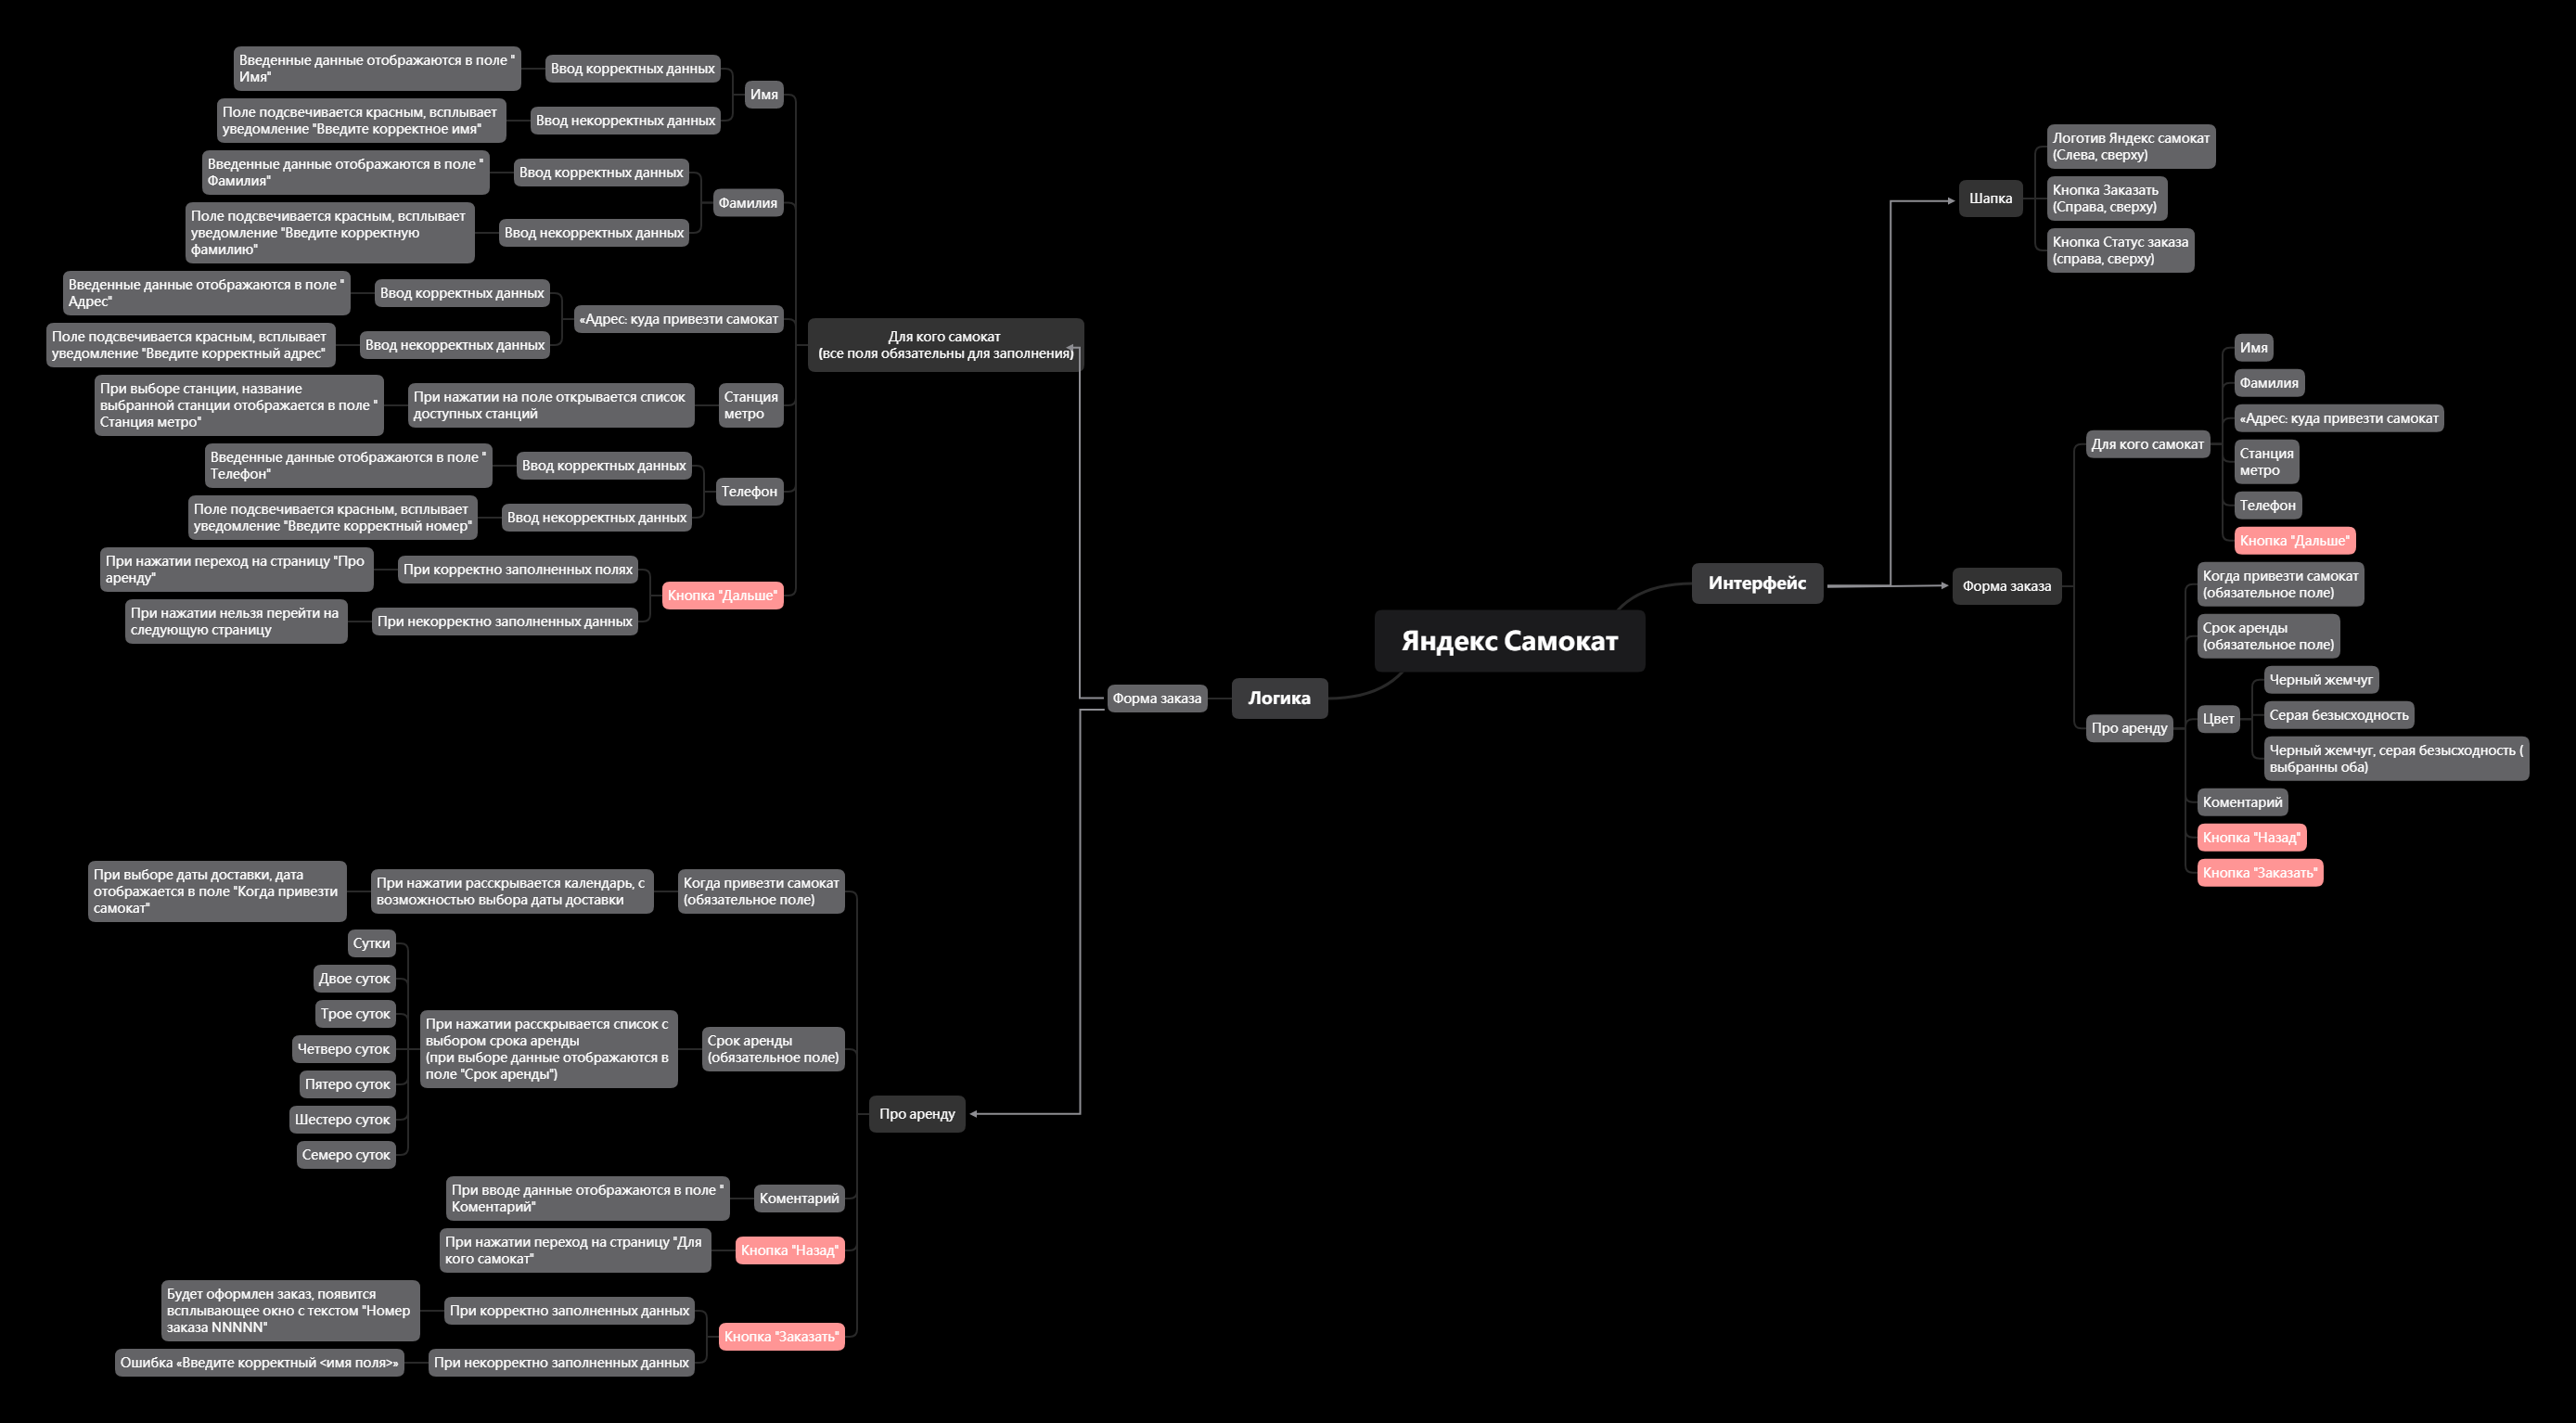 Яндекс Самокат
Интерфейс
Шапка
Логотив Яндекс самокат
(Слева, сверху)
Кнопка Заказать
(Справа, сверху)
Кнопка Статус заказа
(справа, сверху)
Форма заказа
Для кого самокат
Имя
Фамилия
«Адрес: куда привезти самокат
Станция
метро
Телефон
Кнопка "Дальше"
Про аренду
Когда привезти самокат
(обязательное поле)
Срок аренды
(обязательное поле)
Цвет
Черный жемчуг
Серая безысходность
Черный жемчуг, серая безысходность (
выбранны оба)
Коментарий
Кнопка "Назад"
Кнопка "Заказать"
Логика
Форма заказа
Для кого самокат
(все поля обязательны для заполнения)
Имя
Ввод корректных данных
Введенные данные отображаются в поле "
Имя"
Ввод некорректных данных
Поле подсвечивается красным, всплывает
уведомление "Введите корректное имя"
Фамилия
Ввод корректных данных
Введенные данные отображаются в поле "
Фамилия"
Ввод некорректных данных
Поле подсвечивается красным, всплывает
уведомление "Введите корректную
фамилию"
«Адрес: куда привезти самокат
Ввод корректных данных
Введенные данные отображаются в поле "
Адрес"
Ввод некорректных данных
Поле подсвечивается красным, всплывает
уведомление "Введите корректный адрес"
Станция
метро
При нажатии на поле открывается список
доступных станций
При выборе станции, название
выбранной станции отображается в поле "
Станция метро"
Телефон
Ввод корректных данных
Введенные данные отображаются в поле "
Телефон"
Ввод некорректных данных
Поле подсвечивается красным, всплывает
уведомление "Введите корректный номер"
Кнопка "Дальше"
При корректно заполненных полях
При нажатии переход на страницу "Про
аренду"
При некорректно заполненных данных
При нажатии нельзя перейти на
следующую страницу
Про аренду
Когда привезти самокат
(обязательное поле)
При нажатии расскрывается календарь, с
возможностью выбора даты доставки
При выборе даты доставки, дата
отображается в поле "Когда привезти
самокат"
Срок аренды
(обязательное поле)
При нажатии расскрывается список с
выбором срока аренды
(при выборе данные отображаются в
поле "Срок аренды")
Сутки
Двое суток
Трое суток
Четверо суток
Пятеро суток
Шестеро суток
Семеро суток
Коментарий
При вводе данные отображаются в поле "
Коментарий"
Кнопка "Назад"
При нажатии переход на страницу "Для
кого самокат"
Кнопка "Заказать"
При корректно заполненных данных
Будет оформлен заказ, появится
всплывающее окно с текстом "Номер
заказа NNNNN"
При некорректно заполненных данных
Ошибка «Введите корректный <имя поля>»